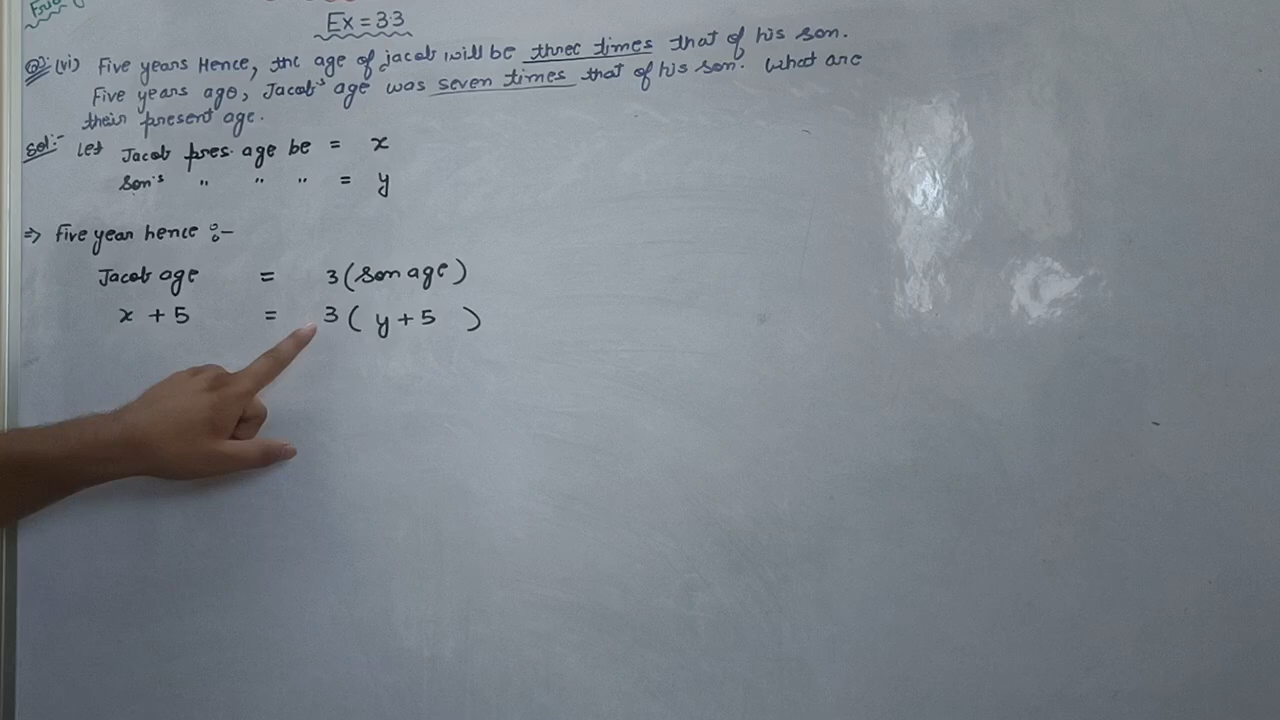 Ex = 3.3
Q: (vi) Five years Hence, the age of jacob will be three times that of his son.
Five years ago, Jacob's age was seven times that of his son. What are
their present age.
Sol:- Let Jacob pres. age be = x
Son's " " " = y
⇒ Five year hence :-
Jacob age = 3 (Son age)
x + 5 = 3 ( y + 5 )